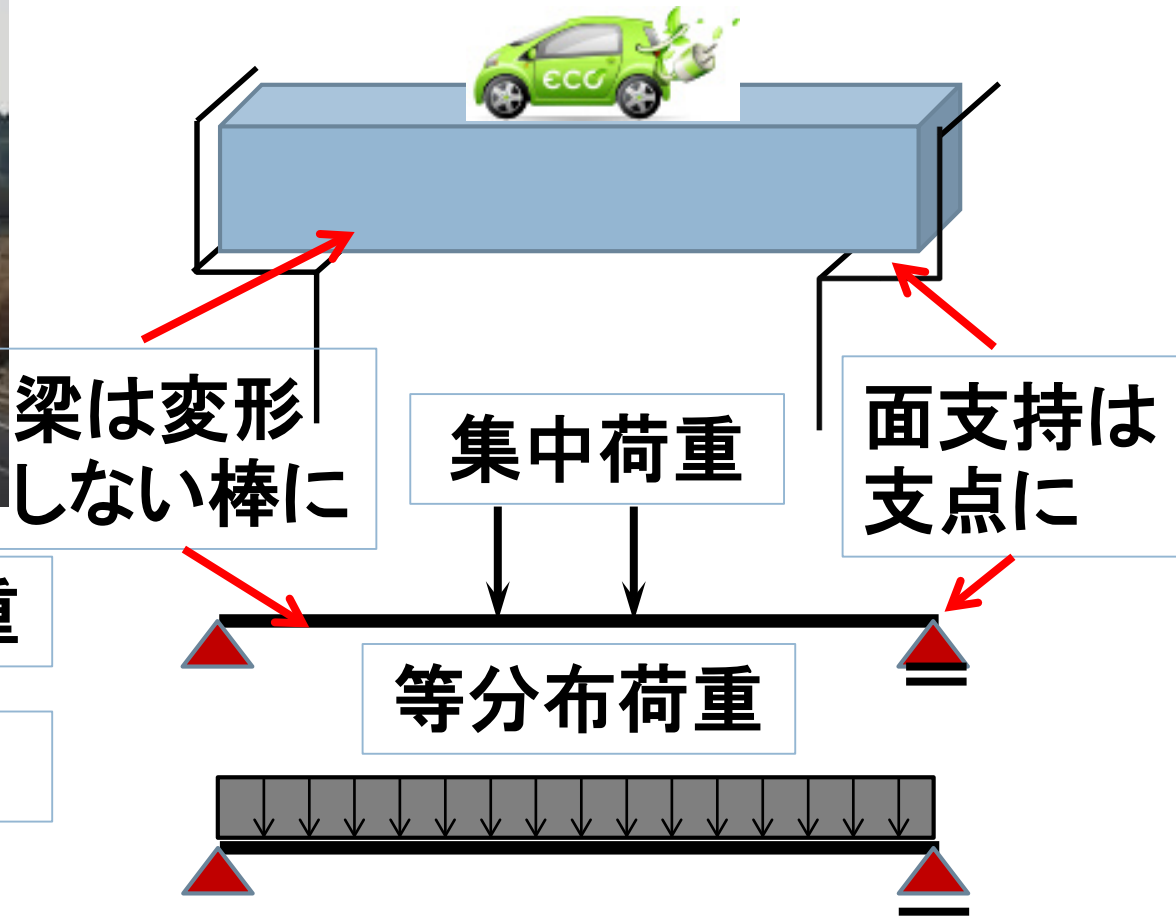 eco
梁は変形
しない棒に
集中荷重
面支持は
支点に
重
等分布荷重